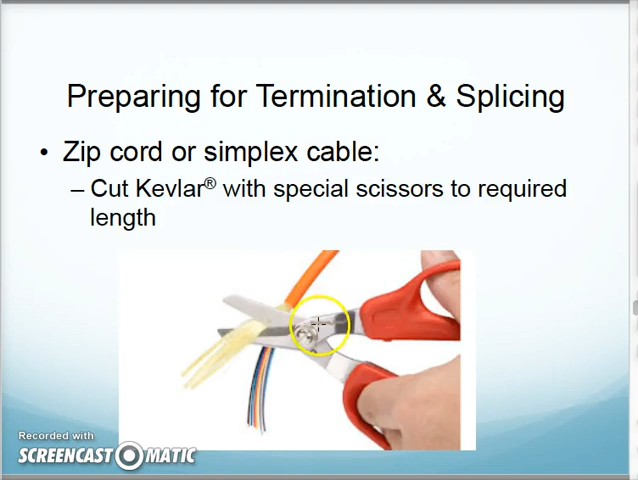 Preparing for Termination & Splicing
• Zip cord or simplex cable:
– Cut Kevlar® with special scissors to required
length
Recorded with
SCREENCAST MATIC